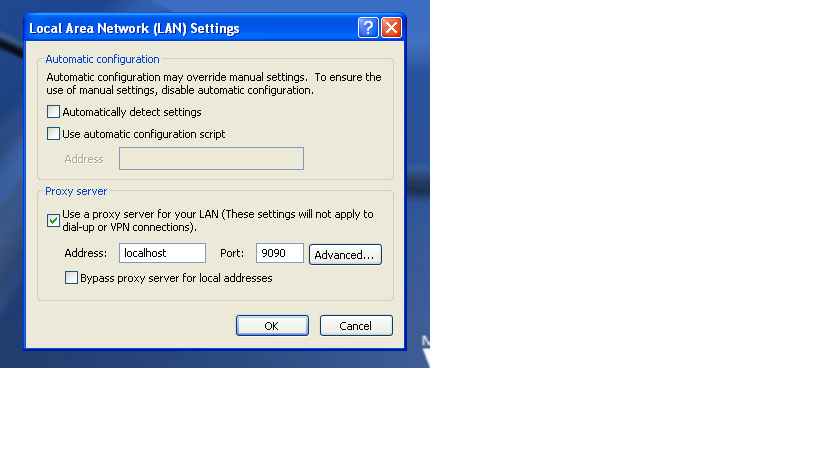 Local Area Network (LAN) Settings
Automatic configuration
Automatic configuration may override manual settings. To ensure the
use of manual settings, disable automatic configuration.
Automatically detect settings
Use automatic configuration script
Address
Proxy server
Use a proxy server for your LAN (These settings will not apply to
dial-up or VPN connections).
Address: localhost Port: 9090 Advanced...
Bypass proxy server for local addresses
OK Cancel